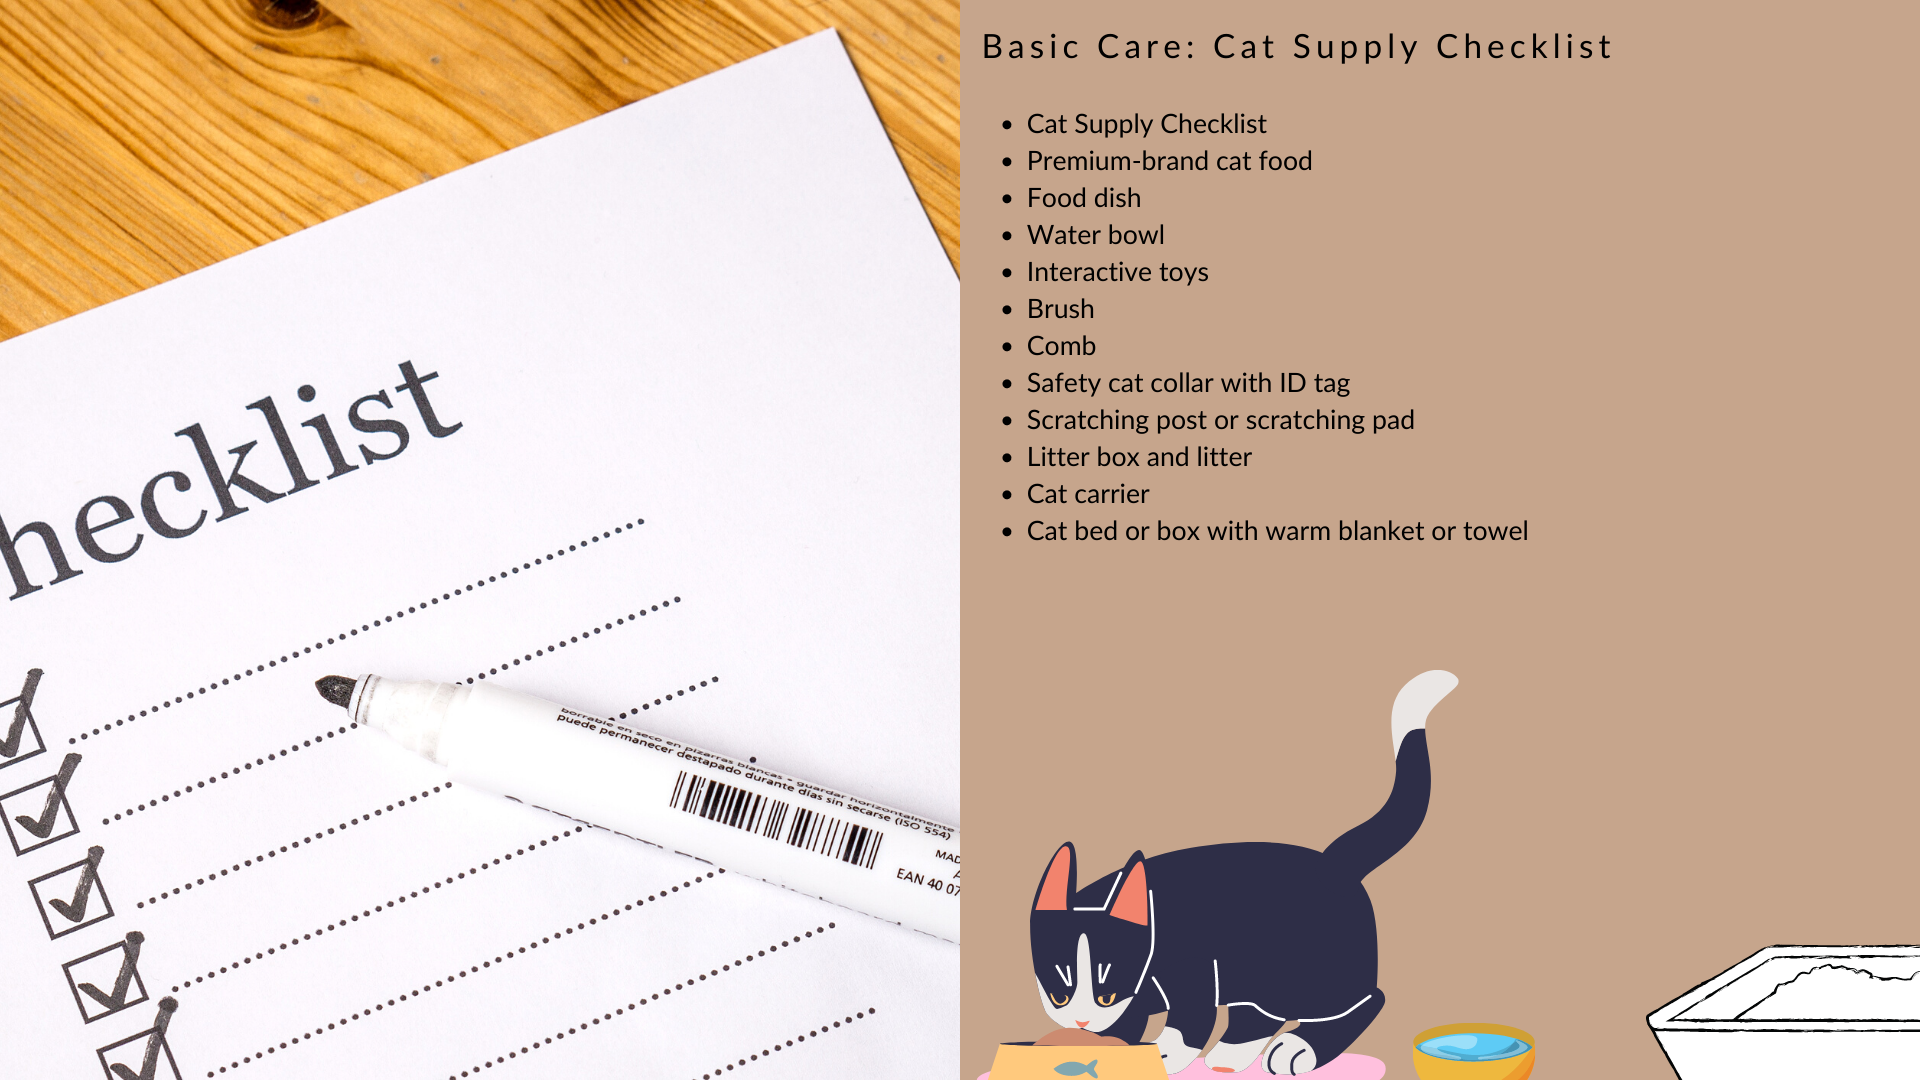 hecklist
borrable en seco en pizarras blancas • guardar horizontalmente
puede permanecer destapado durante días sin secarse (ISO 554)
MAD
EAN 40 07
Basic Care: Cat Supply Checklist
• Cat Supply Checklist
• Premium-brand cat food
• Food dish
• Water bowl
• Interactive toys
• Brush
• Comb
• Safety cat collar with ID tag
• Scratching post or scratching pad
• Litter box and litter
• Cat carrier
• Cat bed or box with warm blanket or towel